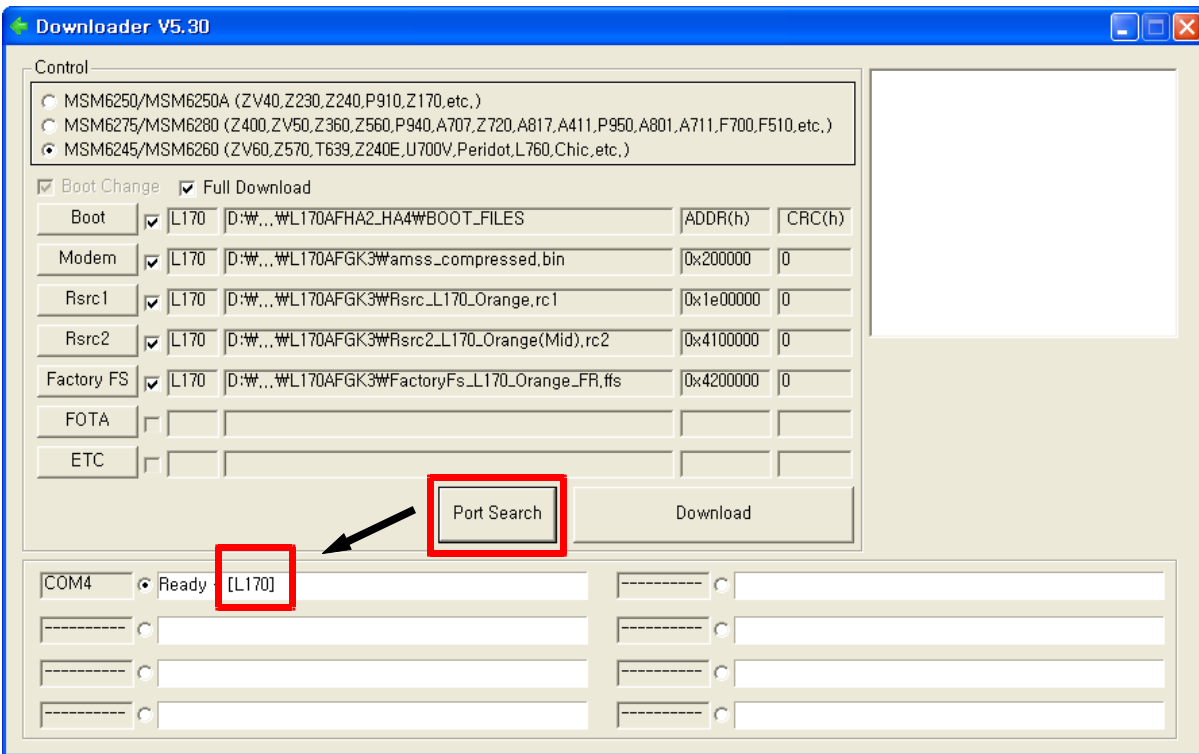 Downloader V5.30
Control
MSM6250/MSM6250A (ZV40,Z230,Z240,P910,Z170,etc,)
MSM6275/MSM6280 (Z400,ZV50,Z360,Z560,P940,A707,Z720,A817,A411,P950,A801,A711,F700,F510,etc,)
MSM6245/MSM6260 (ZV60,Z570,T639,Z240E,U700V,Peridot,L760,Chic,etc,)
Boot Change Full Download
Boot L170 D:₩,,,₩L170AFHA2_HA4₩BOOT_FILES ADDR(h) CRC(h)
Modem L170 D:₩,,,₩L170AFGK3₩amss_compressed,bin 0x200000 0
Rsrc1 L170 D:₩,,,₩L170AFGK3₩Rsrc_L170_Orange,rc1 0x1e00000 0
Rsrc2 L170 D:₩,,,₩L170AFGK3₩Rsrc2_L170_Orange(Mid),rc2 0x4100000 0
Factory FS L170 D:₩,,,₩L170AFGK3₩FactoryFs_L170_Orange_FR,ffs 0x4200000 0
FOTA
ETC
Port Search Download
COM4 Ready - [L170] ----------
---------- ----------
---------- ----------
---------- ----------